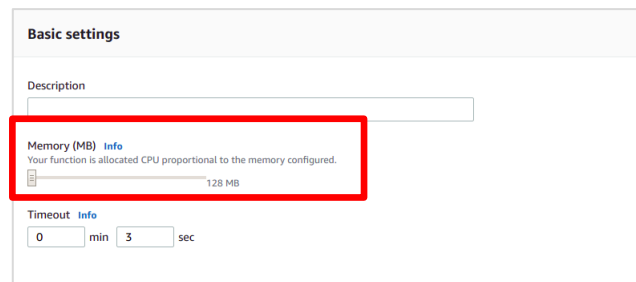 Basic settings
Description
Memory (MB) Info
Your function is allocated CPU proportional to the memory configured.
128 MB
Timeout Info
0 min 3 sec